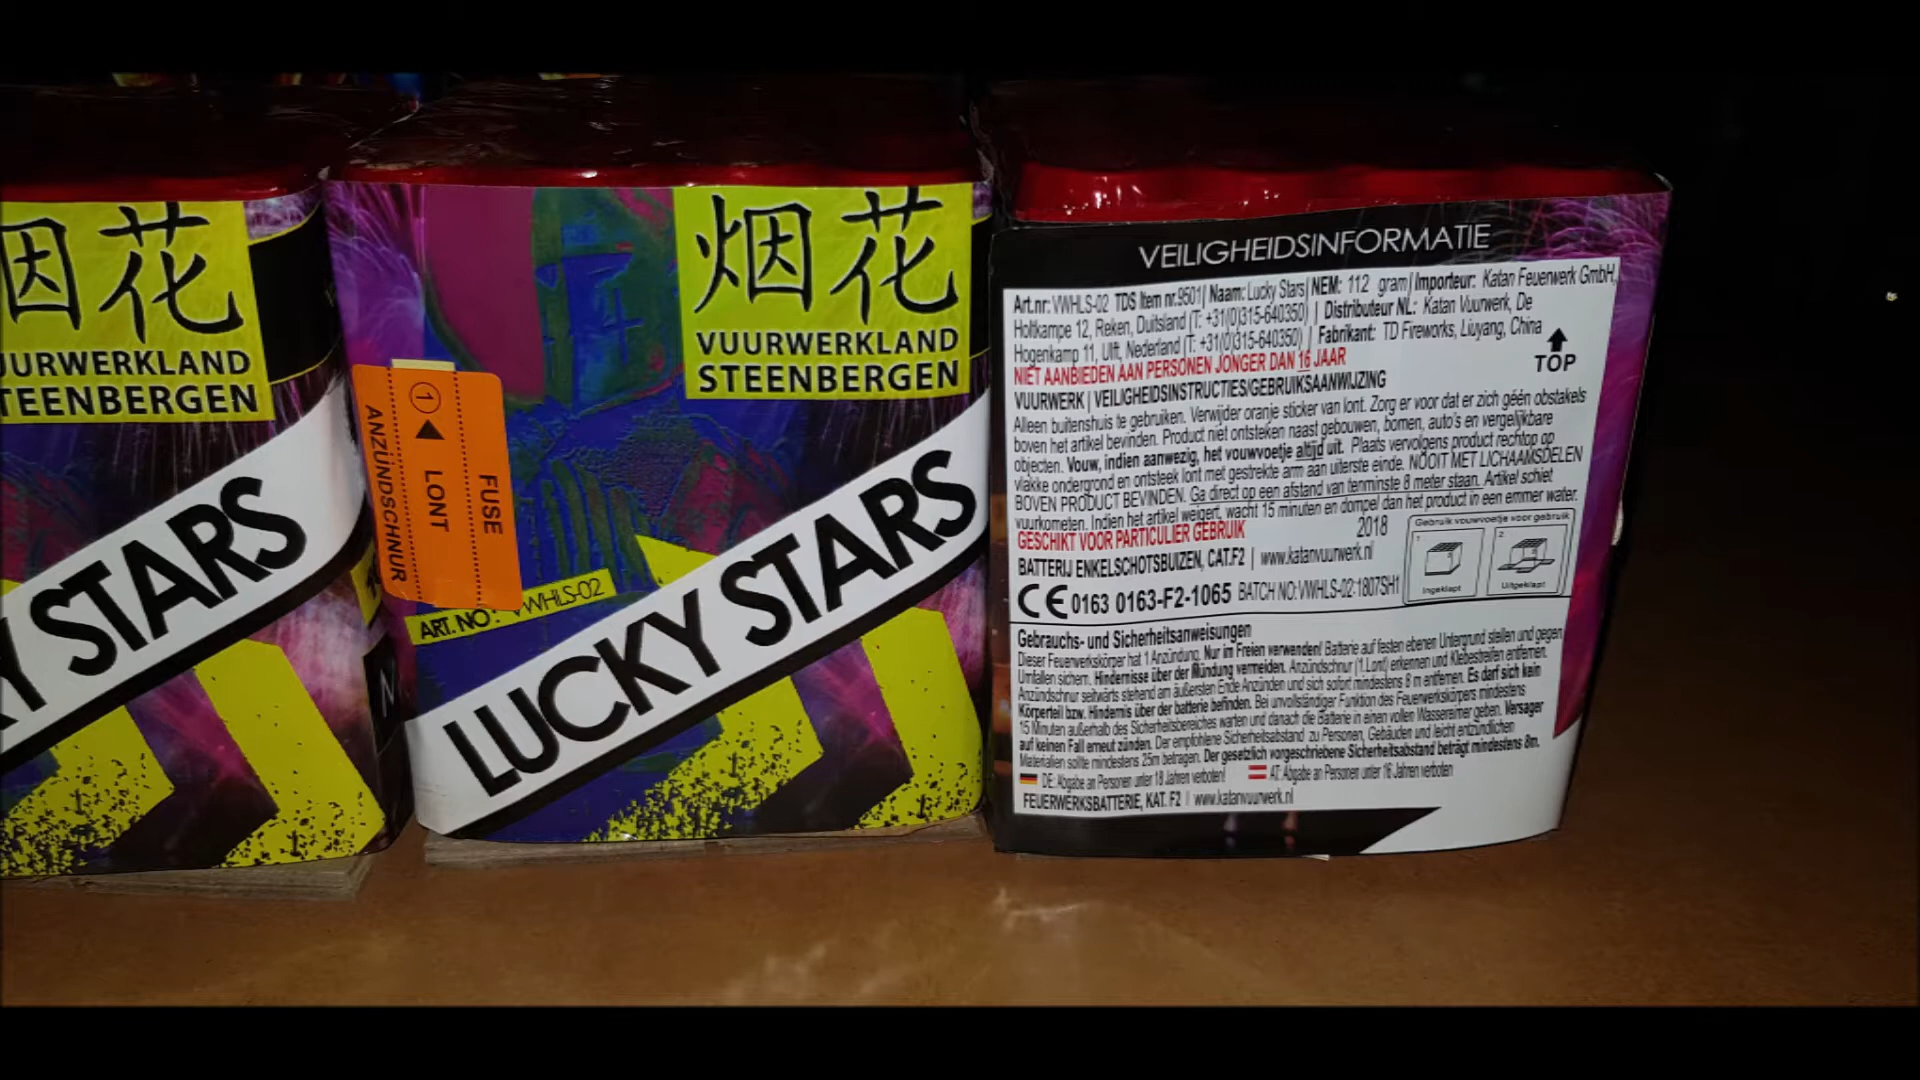 烟花
VUURWERKLAND
STEENBERGEN
STARS
烟花
VUURWERKLAND
STEENBERGEN
1
FUSE
LONT
ANZÜNDSCHNUR
ART. NO.: VWHLS-02
LUCKY STARS
VEILIGHEIDSINFORMATIE
Art.nr: VWHLS-02 TDS Item nr.9501 | Naam: Lucky Stars | NEM: 112 gram | Importeur: Katan Feuerwerk GmbH,
Holtkampe 12, Reken, Duitsland (T: +31(0)315-640350) | Distributeur NL: Katan Vuurwerk, De
Hogenkamp 11, Ulft, Nederland (T: +31(0)315-640350) | Fabrikant: TD Fireworks, Liuyang, China
TOP
NIET AANBIEDEN AAN PERSONEN JONGER DAN 16 JAAR
VUURWERK | VEILIGHEIDSINSTRUCTIES/GEBRUIKSAANWIJZING
Alleen buitenshuis te gebruiken. Verwijder oranje sticker van lont. Zorg er voor dat er zich géén obstakels
boven het artikel bevinden. Product niet ontsteken naast gebouwen, bomen, auto's en vergelijkbare
objecten. Vouw, indien aanwezig, het vouwvoetje altijd uit. Plaats vervolgens product rechtop op
vlakke ondergrond en ontsteek lont met gestrekte arm aan uiterste einde. NOOIT MET LICHAAMSDELEN
BOVEN PRODUCT BEVINDEN. Ga direct op een afstand van tenminste 8 meter staan. Artikel schiet
vuurkometen. Indien het artikel weigert, wacht 15 minuten en dompel dan het product in een emmer water.
GESCHIKT VOOR PARTICULIER GEBRUIK 2018
BATTERIJ ENKELSCHOTSBUIZEN, CAT.F2 | www.katanvuurwerk.nl
CE 0163 0163-F2-1065 BATCH NO: VWHLS-02:1807SH1
Gebruik vouwvoetje voor gebruik
1 2
Ingeklapt Uitgeklapt
Gebrauchs- und Sicherheitsanweisungen
Dieser Feuerwerkskörper hat 1 Anzündung. Nur im Freien verwenden! Batterie auf festen ebenen Untergrund stellen und gegen
Umfallen sichern. Hindernisse über der Mündung vermeiden. Anzündschnur (1.Lont) erkennen und Klebestreifen entfernen.
Anzündschnur seitwärts stehend am äußersten Ende Anzünden und sich sofort mindestens 8 m entfernen. Es darf sich kein
Körperteil bzw. Hindernis über der batterie befinden. Bei unvollständiger Funktion des Feuerwerkskörpers mindestens
15 Minuten außerhalb des Sicherheitsbereiches warten und danach die Batterie in einen vollen Wassereimer geben. Versager
auf keinen Fall erneut zünden. Der empfohlene Sicherheitsabstand zu Personen, Gebäuden und leicht entzündlichen
Materialien sollte mindestens 25m betragen. Der gesetzlich vorgeschriebene Sicherheitsabstand beträgt mindestens 8m.
DE: Abgabe an Personen unter 18 Jahren verboten! AT: Abgabe an Personen unter 16 Jahren verboten
FEUERWERKSBATTERIE, KAT. F2 | www.katanvuurwerk.nl